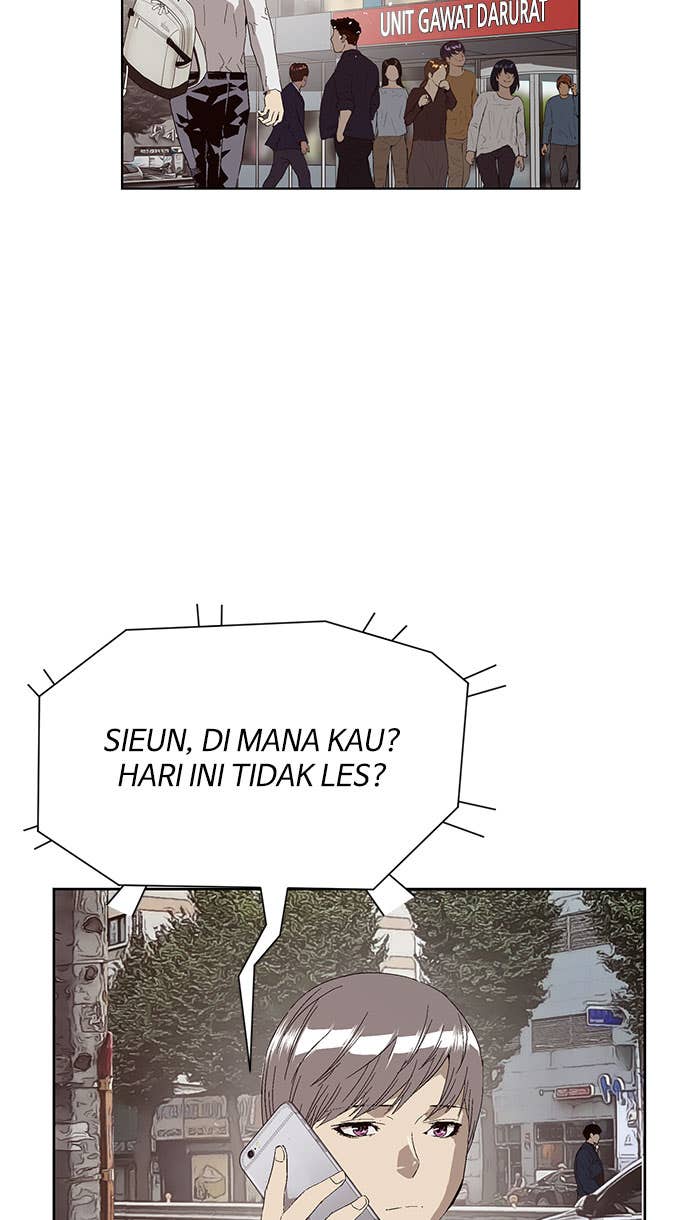 UNIT GAWAT DARURAT
SIEUN, DI MANA KAU?
HARI INI TIDAK LES?